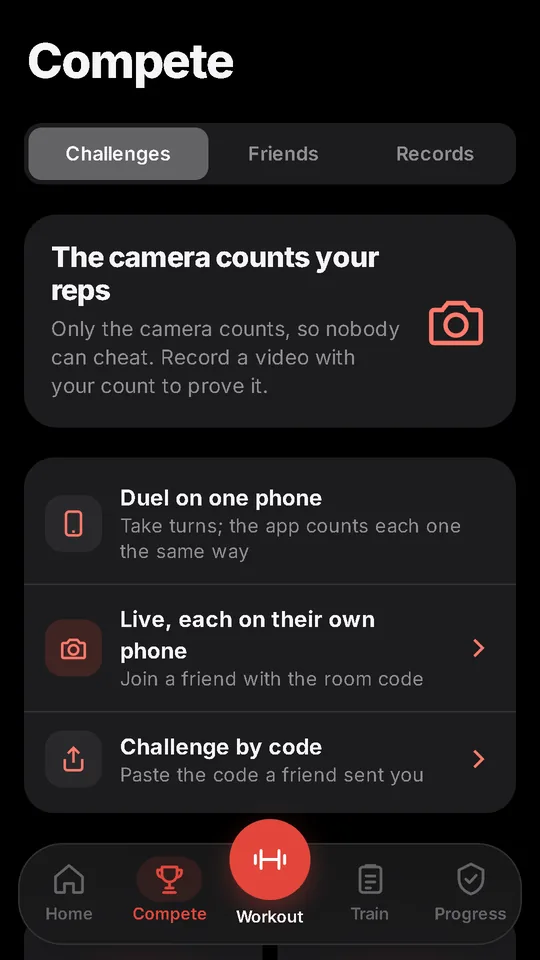 Compete
Challenges
Friends
Records
The camera counts your
reps
Only the camera counts, so nobody
can cheat. Record a video with
your count to prove it.
Duel on one phone
Take turns; the app counts each one
the same way
Live, each on their own
phone
Join a friend with the room code
Challenge by code
Paste the code a friend sent you
Home
Compete
Workout
Train
Progress